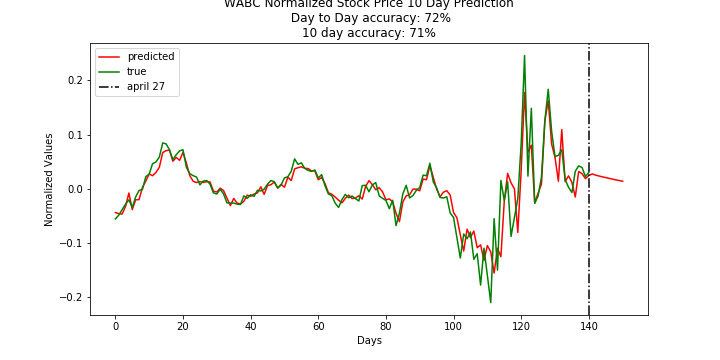 WABC Normalized Stock Price 10 Day Prediction
Day to Day accuracy: 72%
10 day accuracy: 71%
predicted
true
april 27
Normalized Values
0.2
0.1
0.0
−0.1
−0.2
0
20
40
60
80
100
120
140
Days